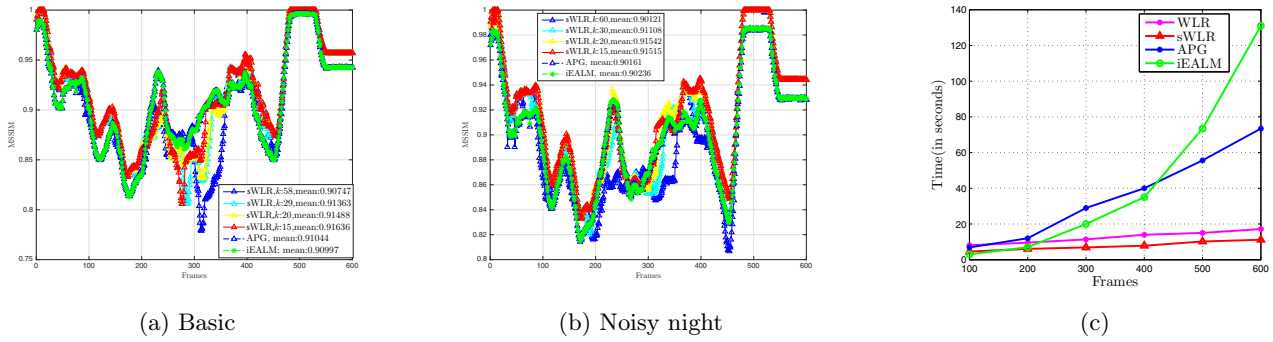 1
0.95
0.9
0.85
0.8
0.75
MSSIM
sWLR,k:58,mean:0.90747
sWLR,k:29,mean:0.91363
sWLR,k:20,mean:0.91488
sWLR,k:15,mean:0.91636
APG, mean:0.91044
iEALM: mean:0.90997
0 100 200 300 400 500 600
Frames
(a) Basic
1
0.98
0.96
0.94
0.92
0.9
0.88
0.86
0.84
0.82
0.8
MSSIM
sWLR,k:60,mean:0.90121
sWLR,k:30,mean:0.91108
sWLR,k:20,mean:0.91542
sWLR,k:15,mean:0.91515
APG, mean:0.90161
iEALM, mean:0.90236
0 100 200 300 400 500 600
Frames
(b) Noisy night
140
120
100
80
60
40
20
0
Time(in seconds)
WLR
sWLR
APG
iEALM
100 200 300 400 500 600
Frames
(c)